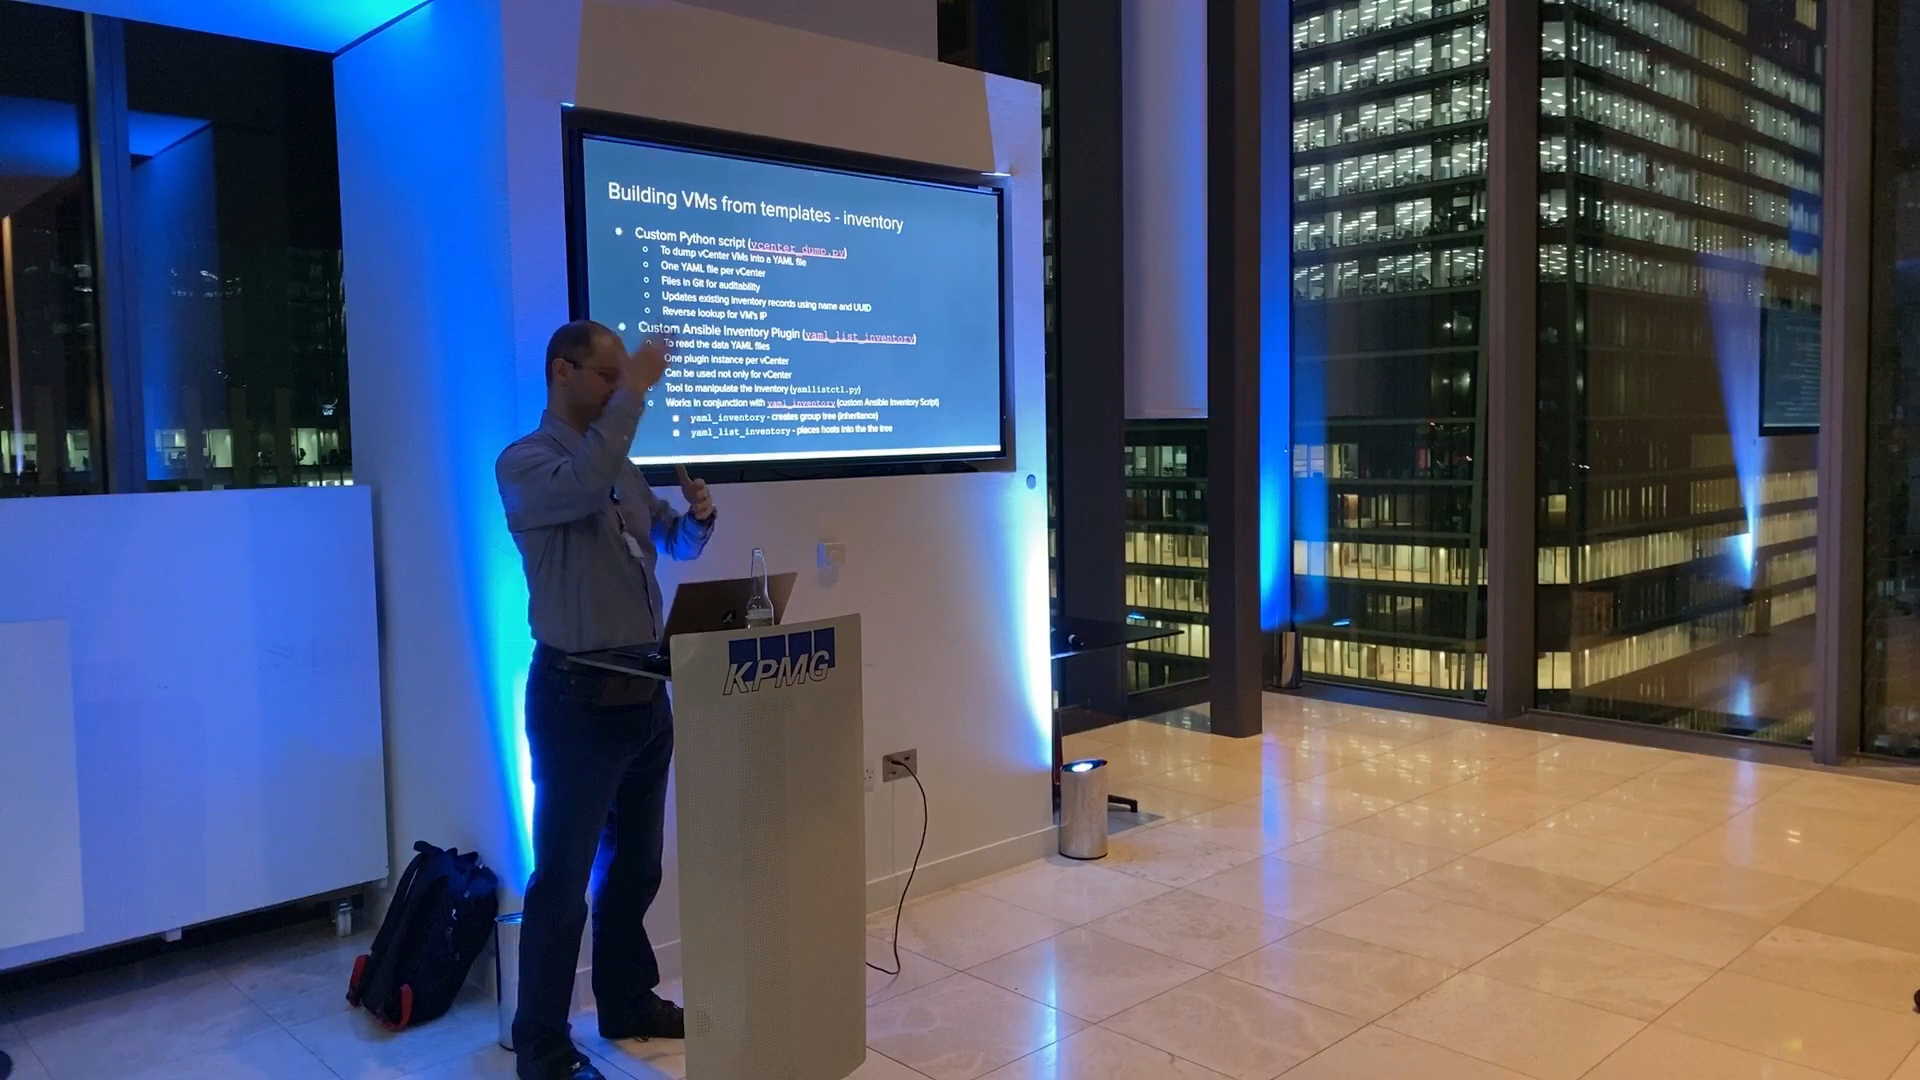 Building VMs from templates - inventory
Custom Python script (vcenter_dump.py)
To dump vCenter VMs into a YAML file
One YAML file per vCenter
Files in Git for auditability
Updates existing inventory records using name and UUID
Reverse lookup for VM's IP
Custom Ansible Inventory Plugin (yaml_list_inventory)
To read the data YAML files
One plugin instance per vCenter
Can be used not only for vCenter
Tool to manipulate the inventory (yamllistctl.py)
Works in conjunction with yaml_inventory (custom Ansible Inventory Script)
yaml_inventory - creates group tree (inheritance)
yaml_list_inventory - places hosts into the the tree
KPMG